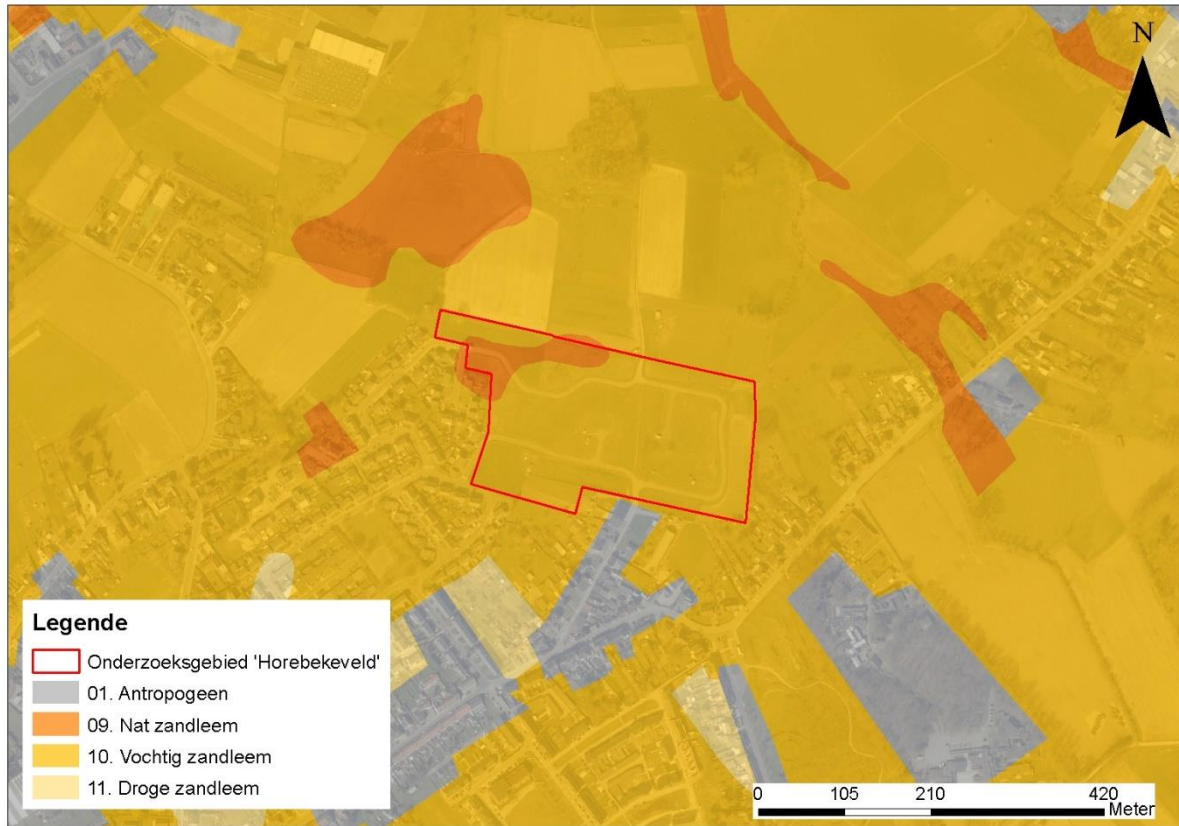 N
Legende
Onderzoeksgebied 'Horebekeveld'
01. Antropogeen
09. Nat zandleem
10. Vochtig zandleem
11. Droge zandleem
0 105 210 420
Meter